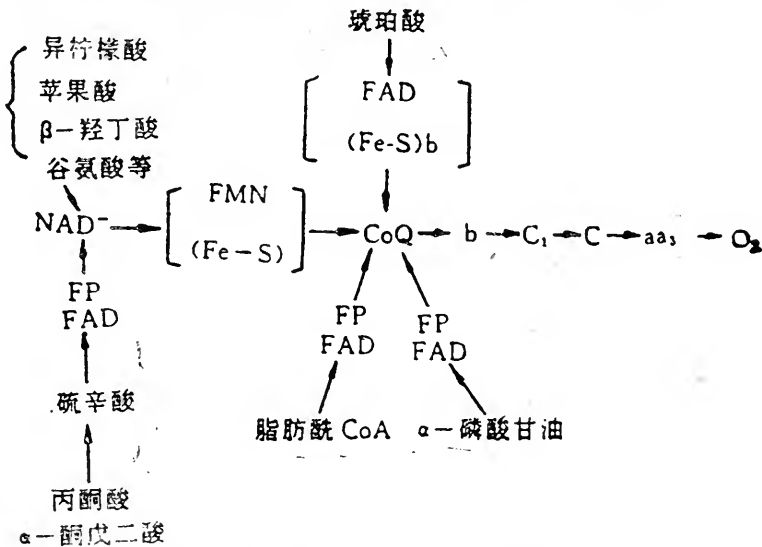 琥珀酸
异柠檬酸
苹果酸
β－羟丁酸
谷氨酸等
FAD
(Fe-S)b
NAD⁻
FMN
(Fe－S)
CoQ
b
C₁
C
aa₃
O₂
FP
FAD
FP
FAD
FP
FAD
硫辛酸
脂肪酰 CoA
α－磷酸甘油
丙酮酸
α－酮戊二酸